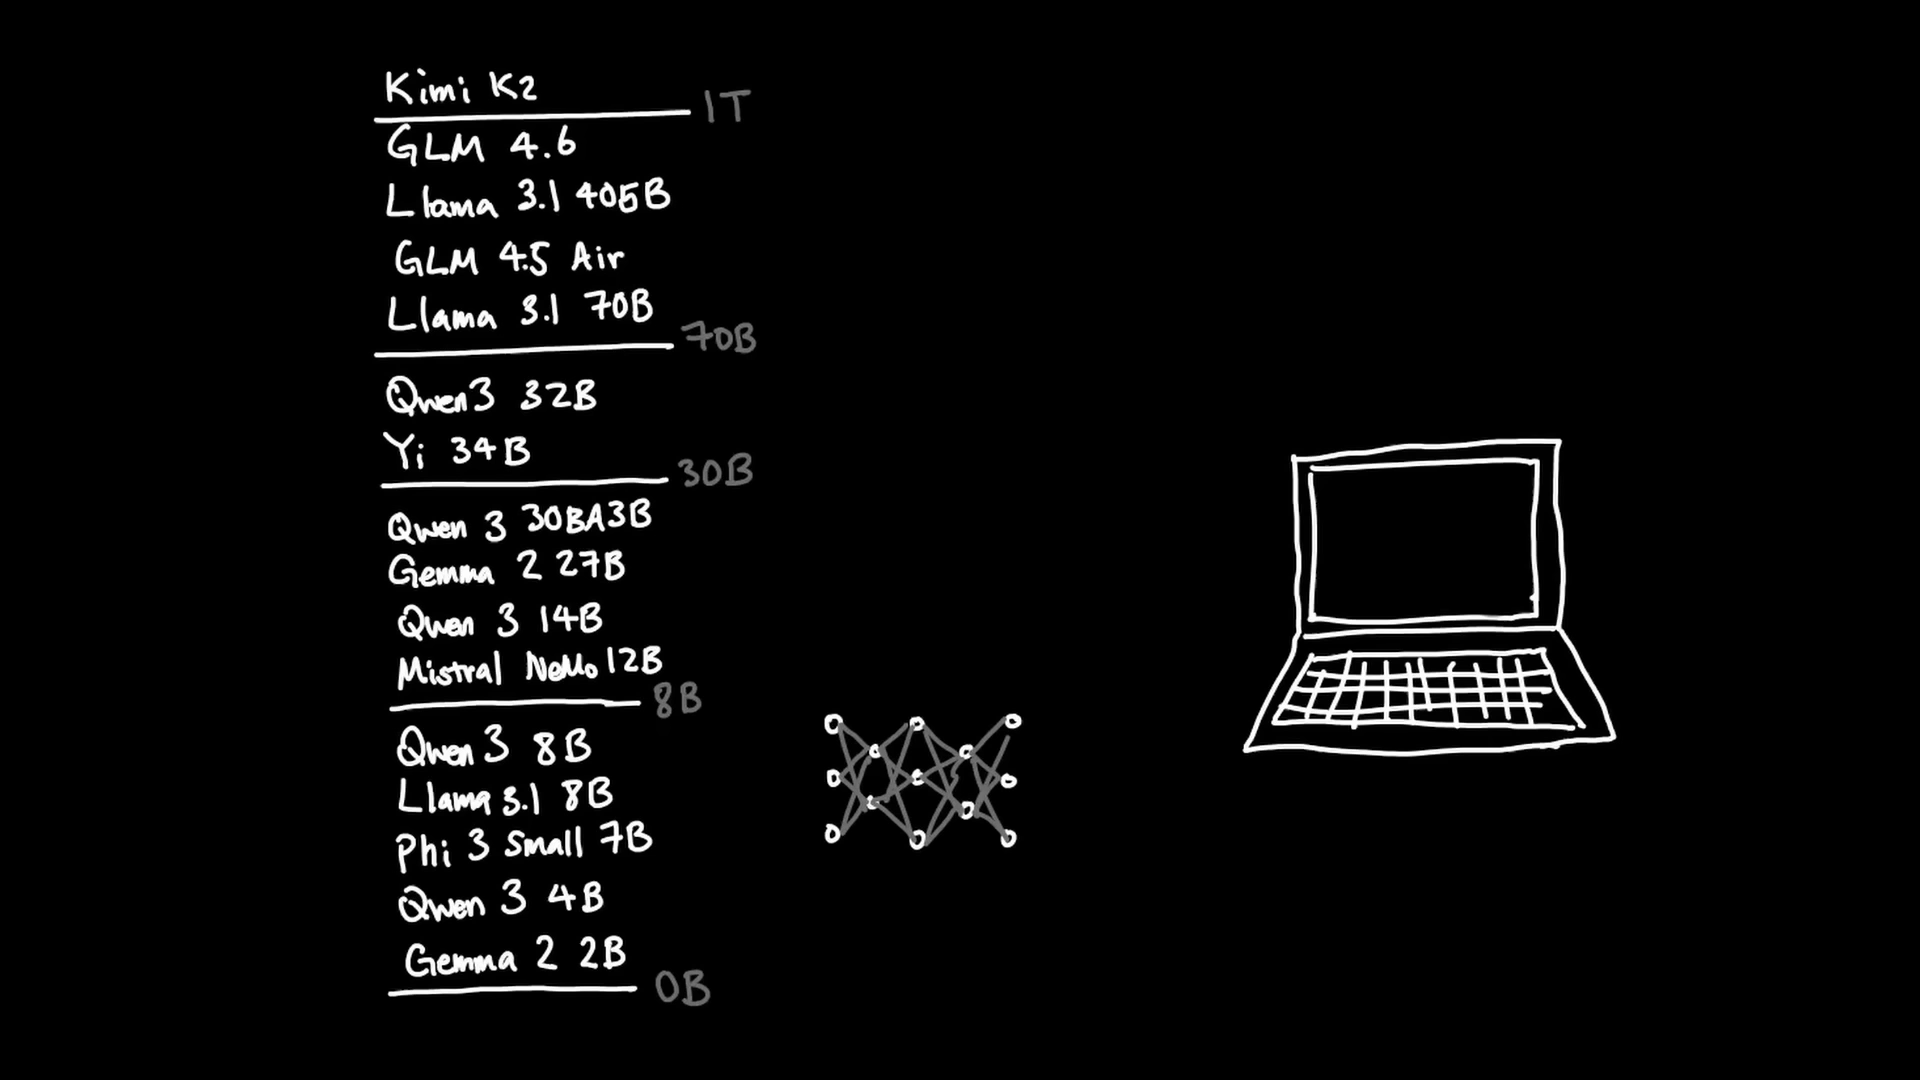 Kimi K2
1T
GLM 4.6
Llama 3.1 405B
GLM 4.5 Air
Llama 3.1 70B
70B
Qwen3 32B
Yi 34B
30B
Qwen 3 30BA3B
Gemma 2 27B
Qwen 3 14B
Mistral NeMo 12B
8B
Qwen 3 8B
Llama 3.1 8B
Phi 3 Small 7B
Qwen 3 4B
Gemma 2 2B
0B